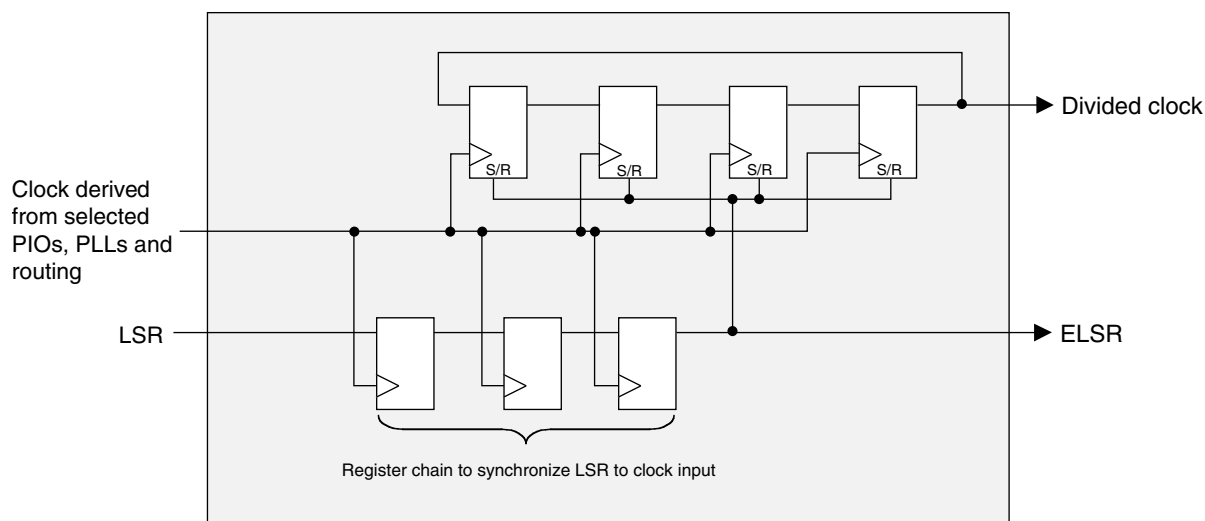 Divided clock
S/R
S/R
S/R
S/R
Clock derived
from selected
PIOs, PLLs and
routing
LSR
ELSR
Register chain to synchronize LSR to clock input